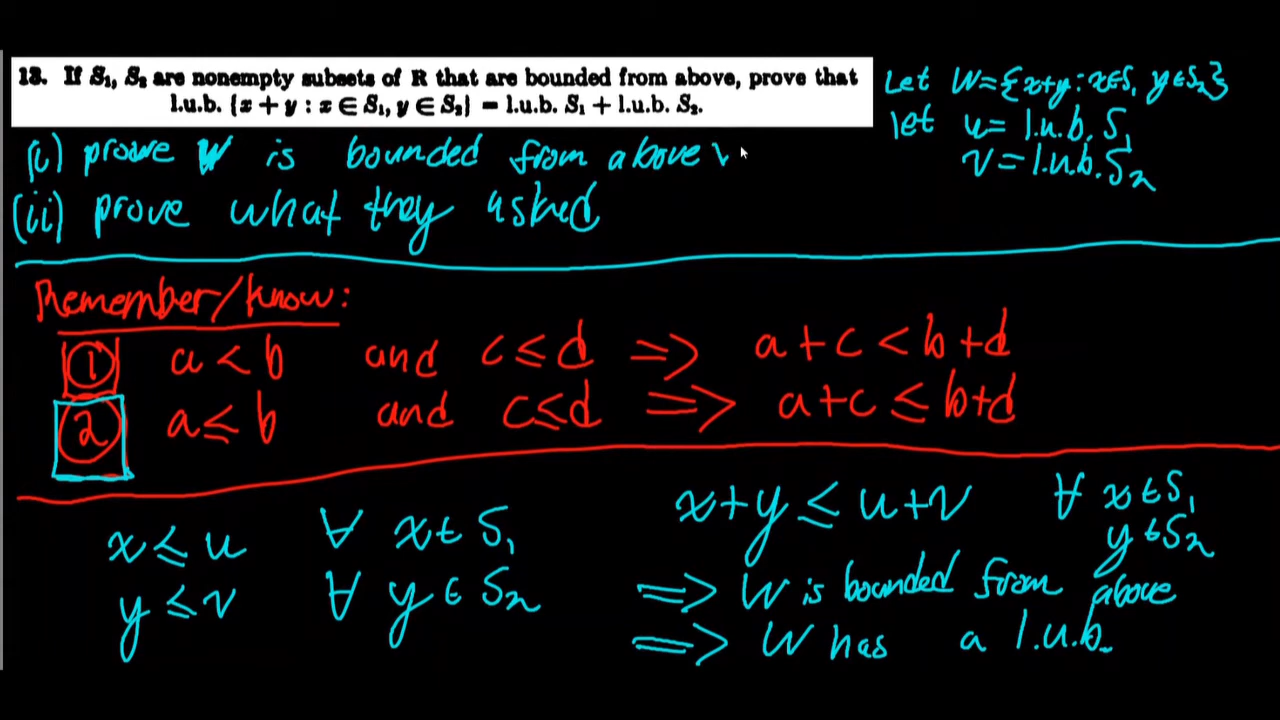 13. If S₁, S₂ are nonempty subsets of R that are bounded from above, prove that
l.u.b. {x + y : x ∈ S₁, y ∈ S₂} = l.u.b. S₁ + l.u.b. S₂.
Let W={x+y: x∈S₁ y∈S₂}
let u= l.u.b. S₁
v = l.u.b. S₂
(i) prove W is bounded from above
(ii) prove what they asked
Remember/know:
① a < b and c ≤ d => a + c < b + d
② a ≤ b and c ≤ d => a+c ≤ b+d
x ≤ u ∀ x ∈ S₁
y ≤ v ∀ y ∈ S₂
x+y ≤ u+v ∀ x ∈ S₁
y ∈ S₂
=> W is bounded from above
=> W has a l.u.b.